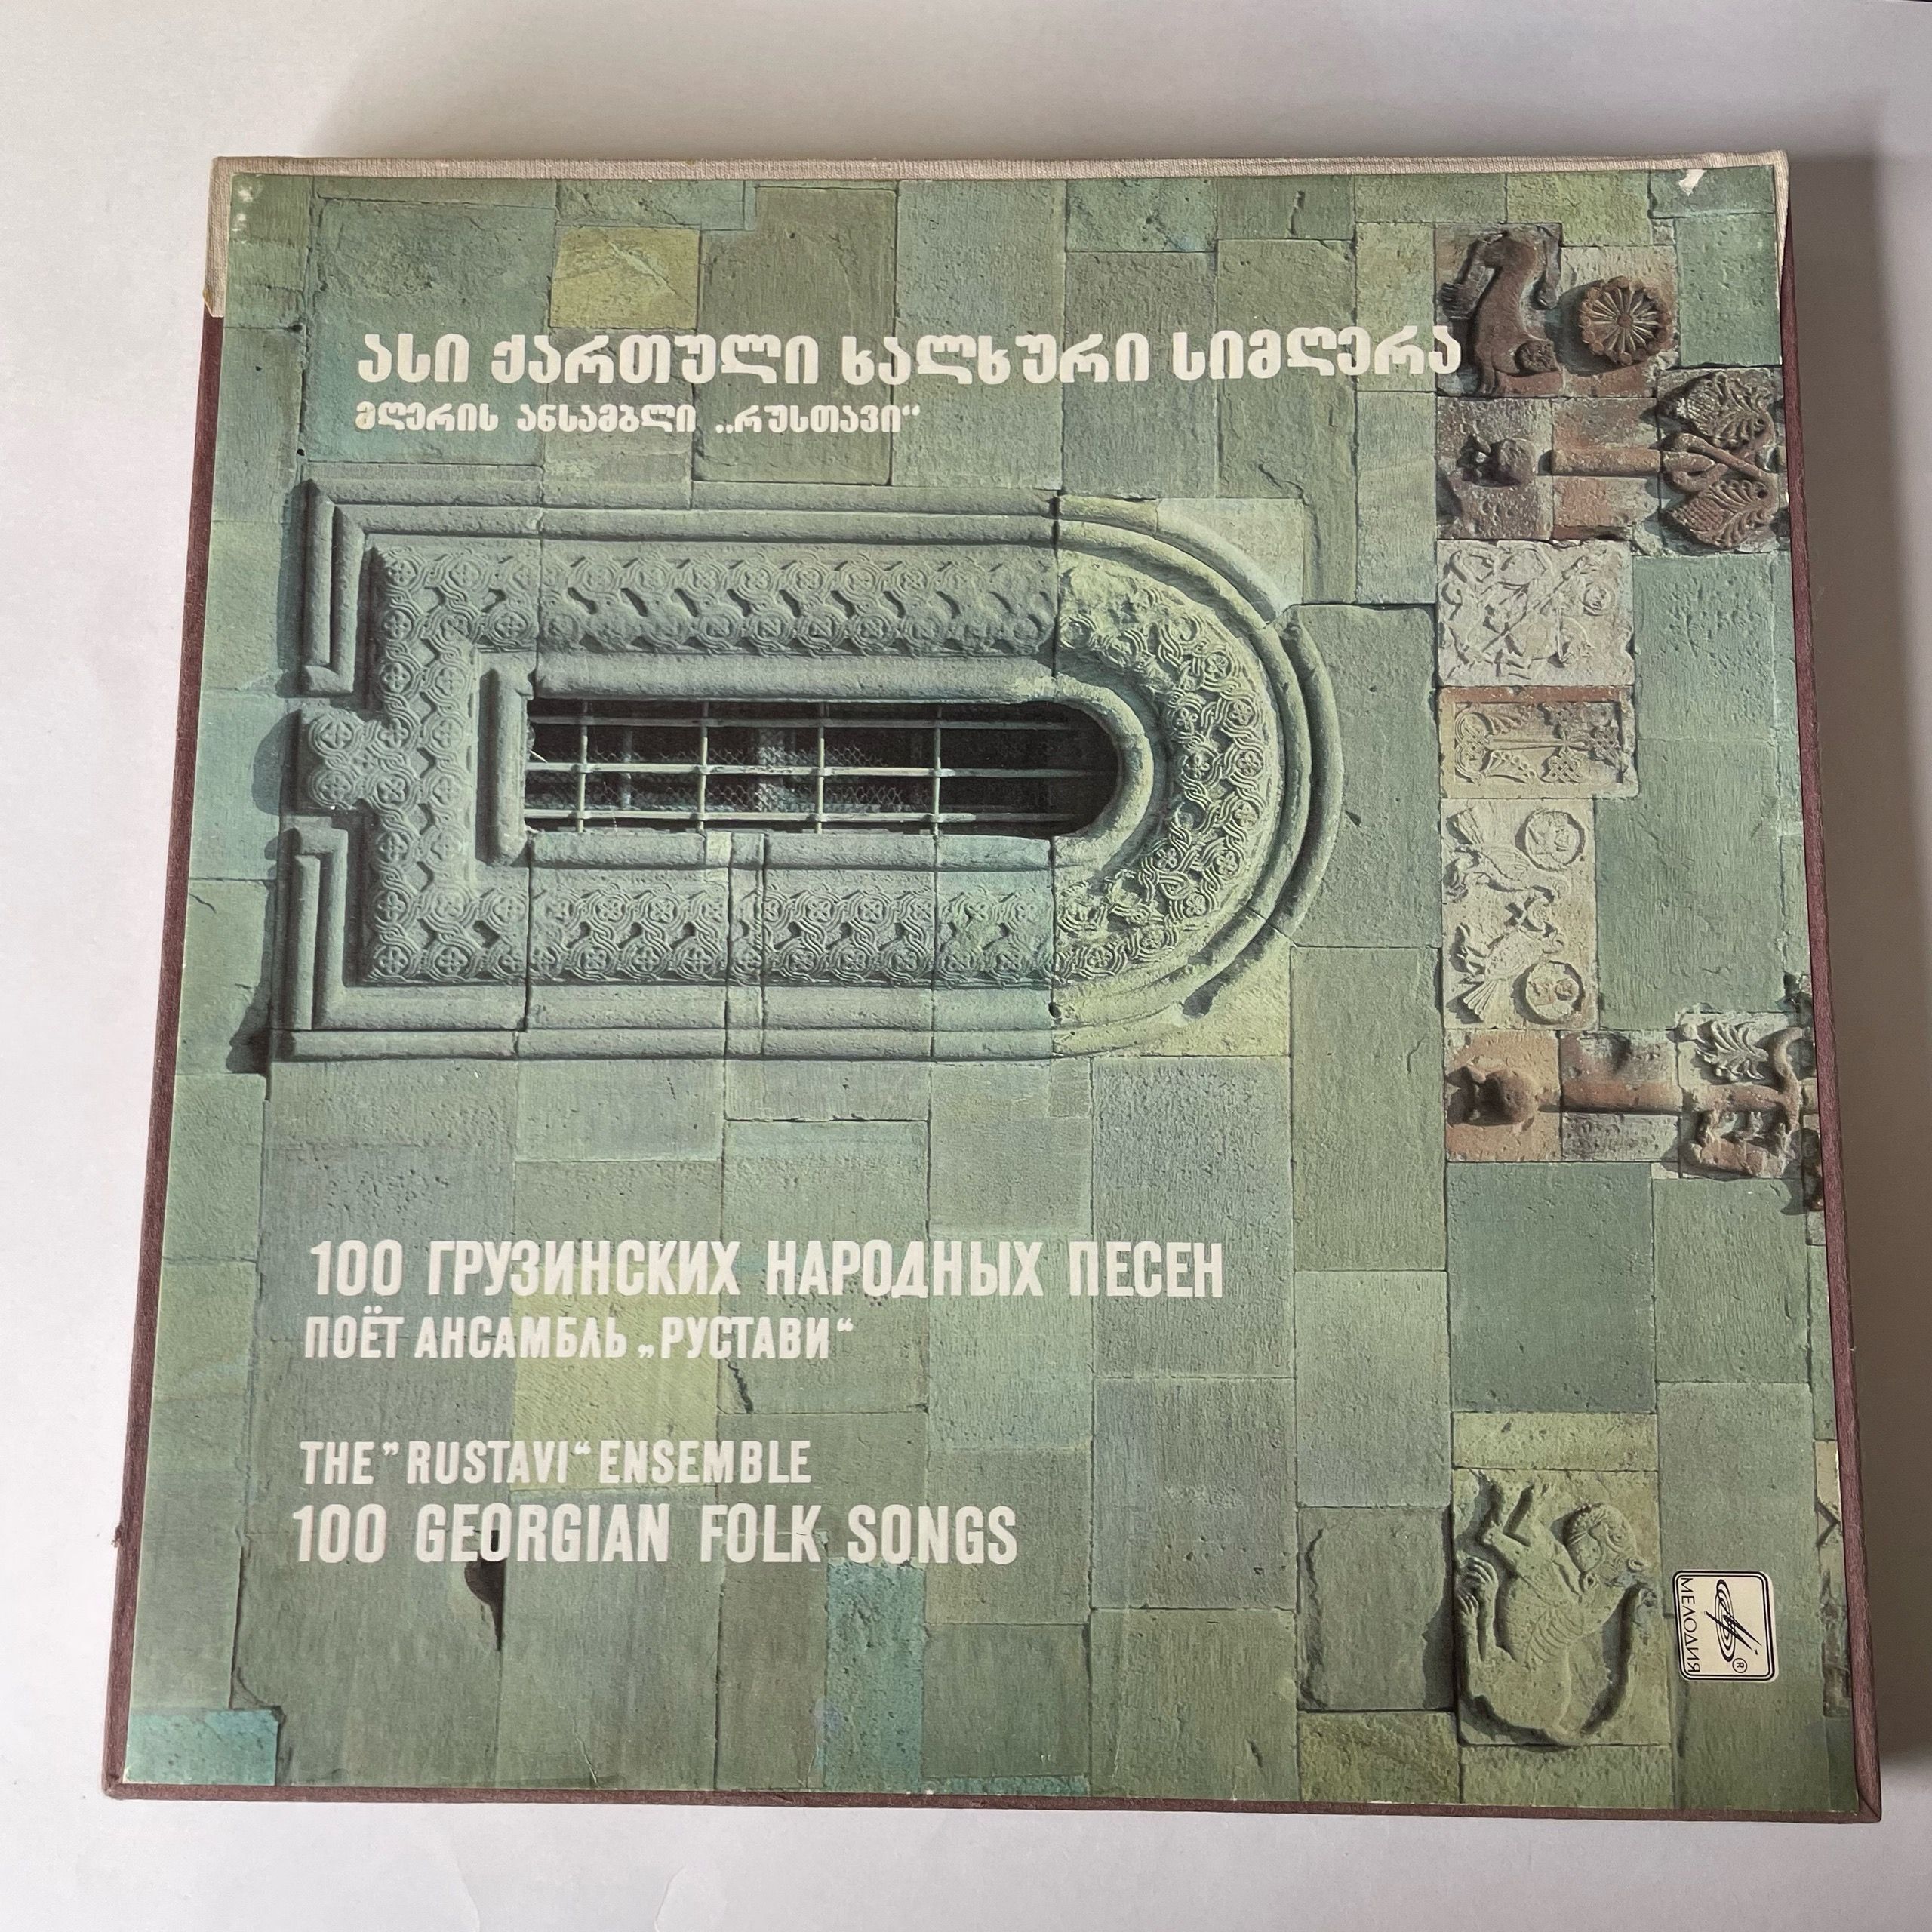 ასი ქართული ხალხური სიმღერა
მღერის ანსამბლი „რუსთავი“
100 ГРУЗИНСКИХ НАРОДНЫХ ПЕСЕН
ПОЁТ АНСАМБЛЬ „РУСТАВИ“
THE ”RUSTAVI“ ENSEMBLE
100 GEORGIAN FOLK SONGS
МЕЛОДИЯ ®